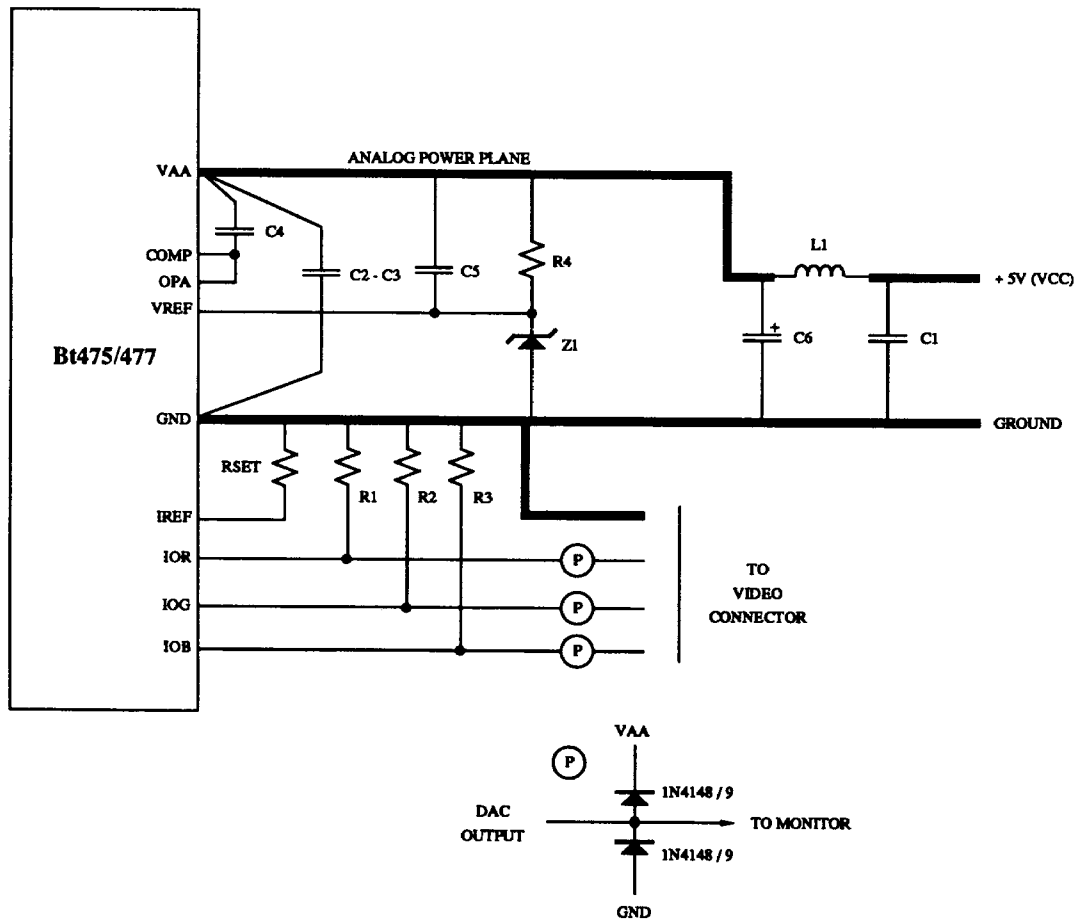 ANALOG POWER PLANE
VAA
C4
L1
COMP
OPA
C2 - C3
C5
R4
+ 5V (VCC)
VREF
Z1
+
C6
C1
Bt475/477
GND
GROUND
RSET
R1
R2
R3
IREF
IOR
P
IOG
P
IOB
P
TO
VIDEO
CONNECTOR
VAA
P
1N4148 / 9
DAC
OUTPUT
TO MONITOR
1N4148 / 9
GND